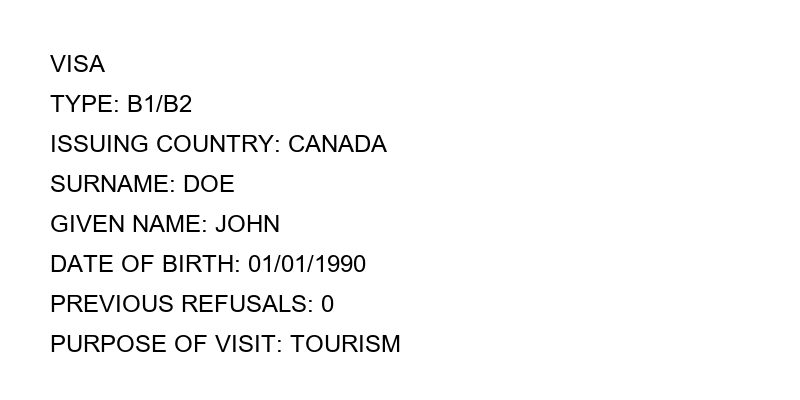 VISA
TYPE: B1/B2
ISSUING COUNTRY: CANADA
SURNAME: DOE
GIVEN NAME: JOHN
DATE OF BIRTH: 01/01/1990
PREVIOUS REFUSALS: 0
PURPOSE OF VISIT: TOURISM